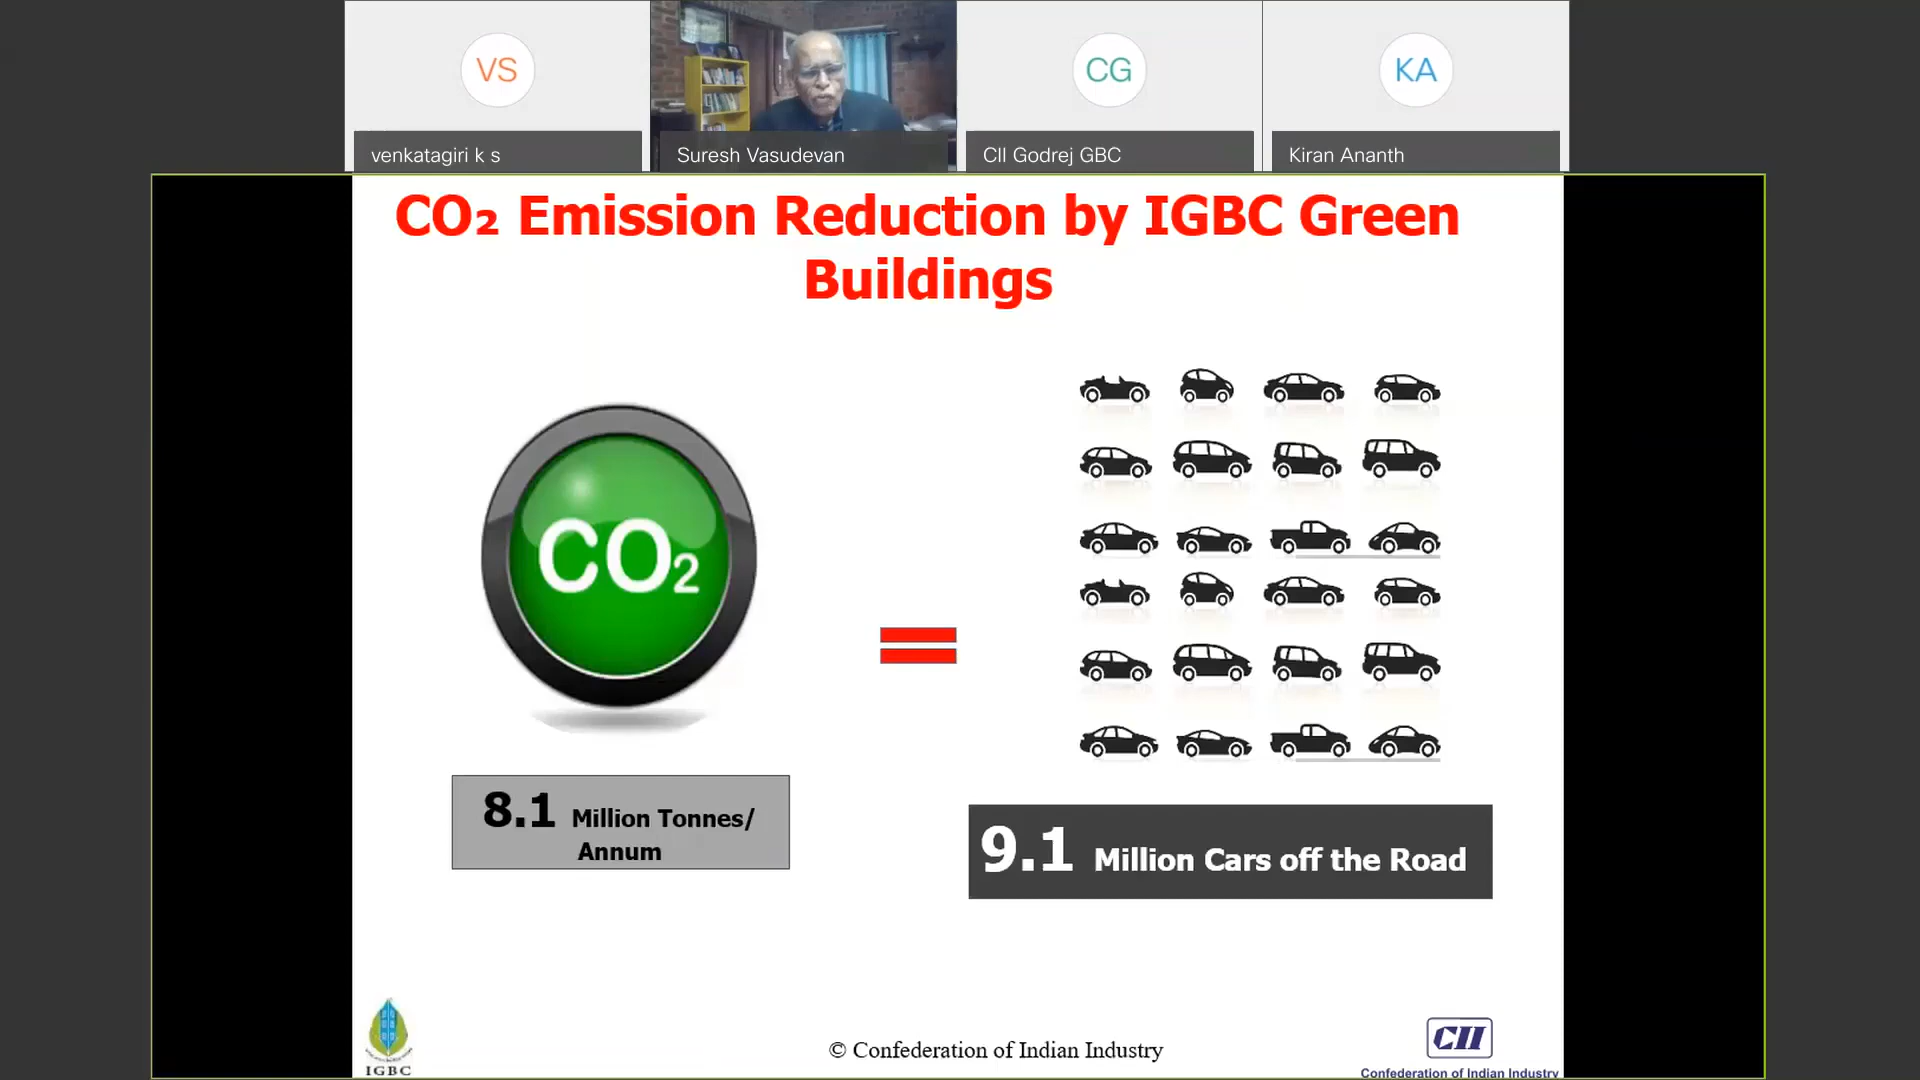 VS
CG
KA
venkatagiri k s
Suresh Vasudevan
CII Godrej GBC
Kiran Ananth
CO₂ Emission Reduction by IGBC Green
Buildings
CO₂
8.1 Million Tonnes/
Annum
9.1 Million Cars off the Road
IGBC
© Confederation of Indian Industry
CII
Confederation of Indian Industry